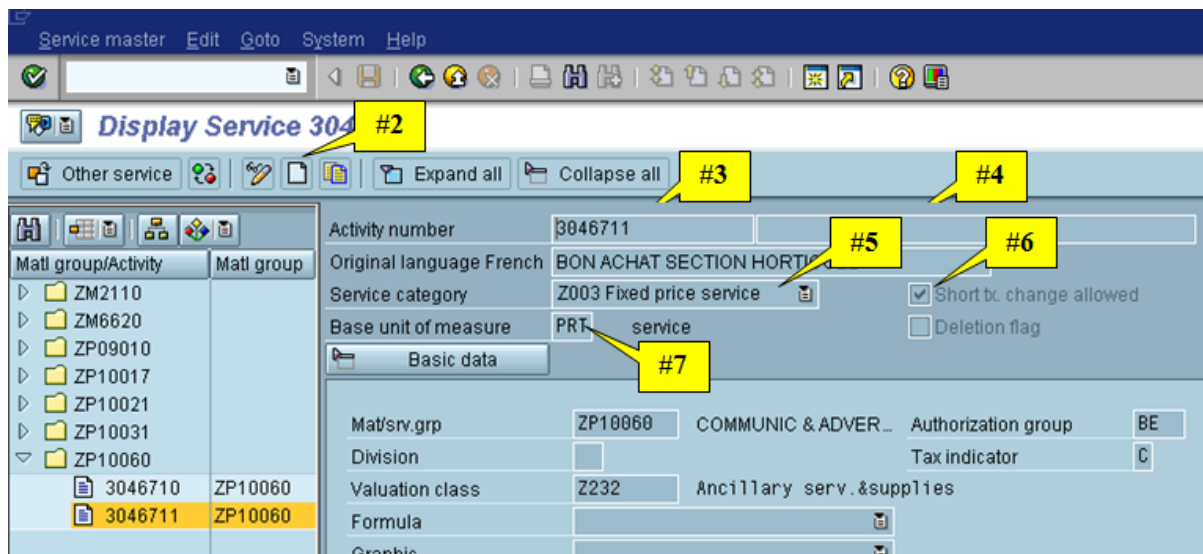 Service master Edit Goto System Help
Display Service 304
#2
Other service Expand all Collapse all
#3
#4
Activity number 3046711
#5
#6
Matl group/Activity Matl group
Original language French BON ACHAT SECTION
ZM2110
Service category Z003 Fixed price service Short tx. change allowed
ZM6620
Base unit of measure PRT service Deletion flag
ZP09010
Basic data
#7
ZP10017
ZP10021
Mat/srv.grp ZP10060 COMMUNIC & ADVER... Authorization group BE
ZP10031
Division Tax indicator C
ZP10060
3046710 ZP10060
Valuation class Z232 Ancillary serv.&supplies
3046711 ZP10060
Formula
Graphic